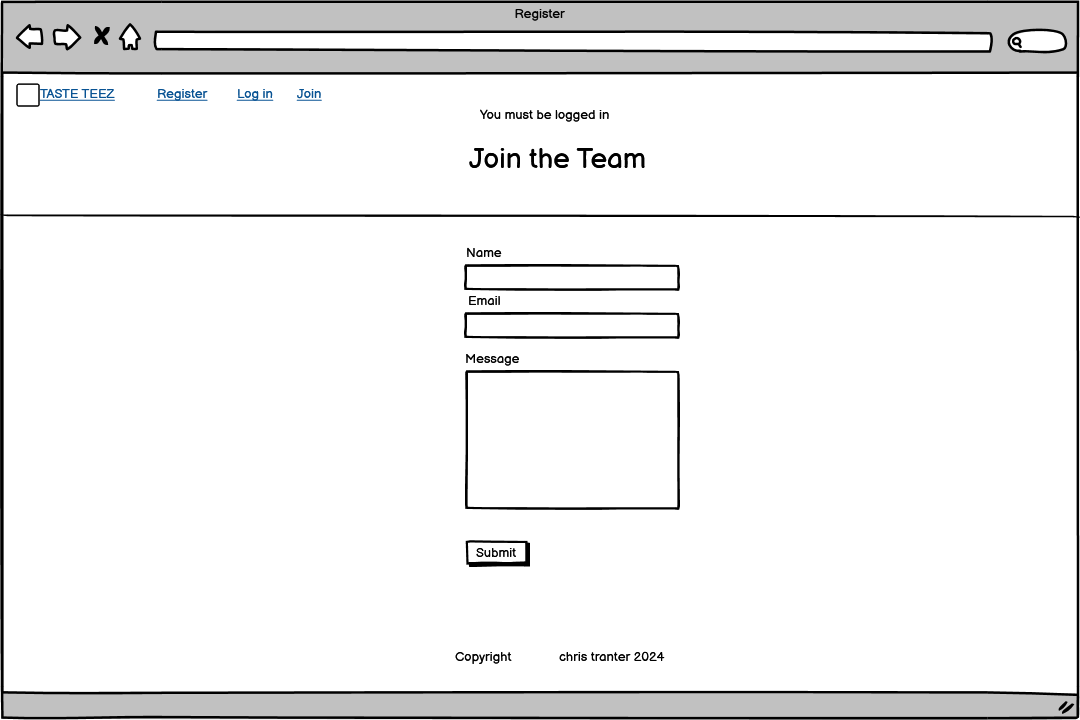 Register
TASTE TEEZ Register Log in Join
You must be logged in
Join the Team
Name
Email
Message
Submit
Copyright chris tranter 2024